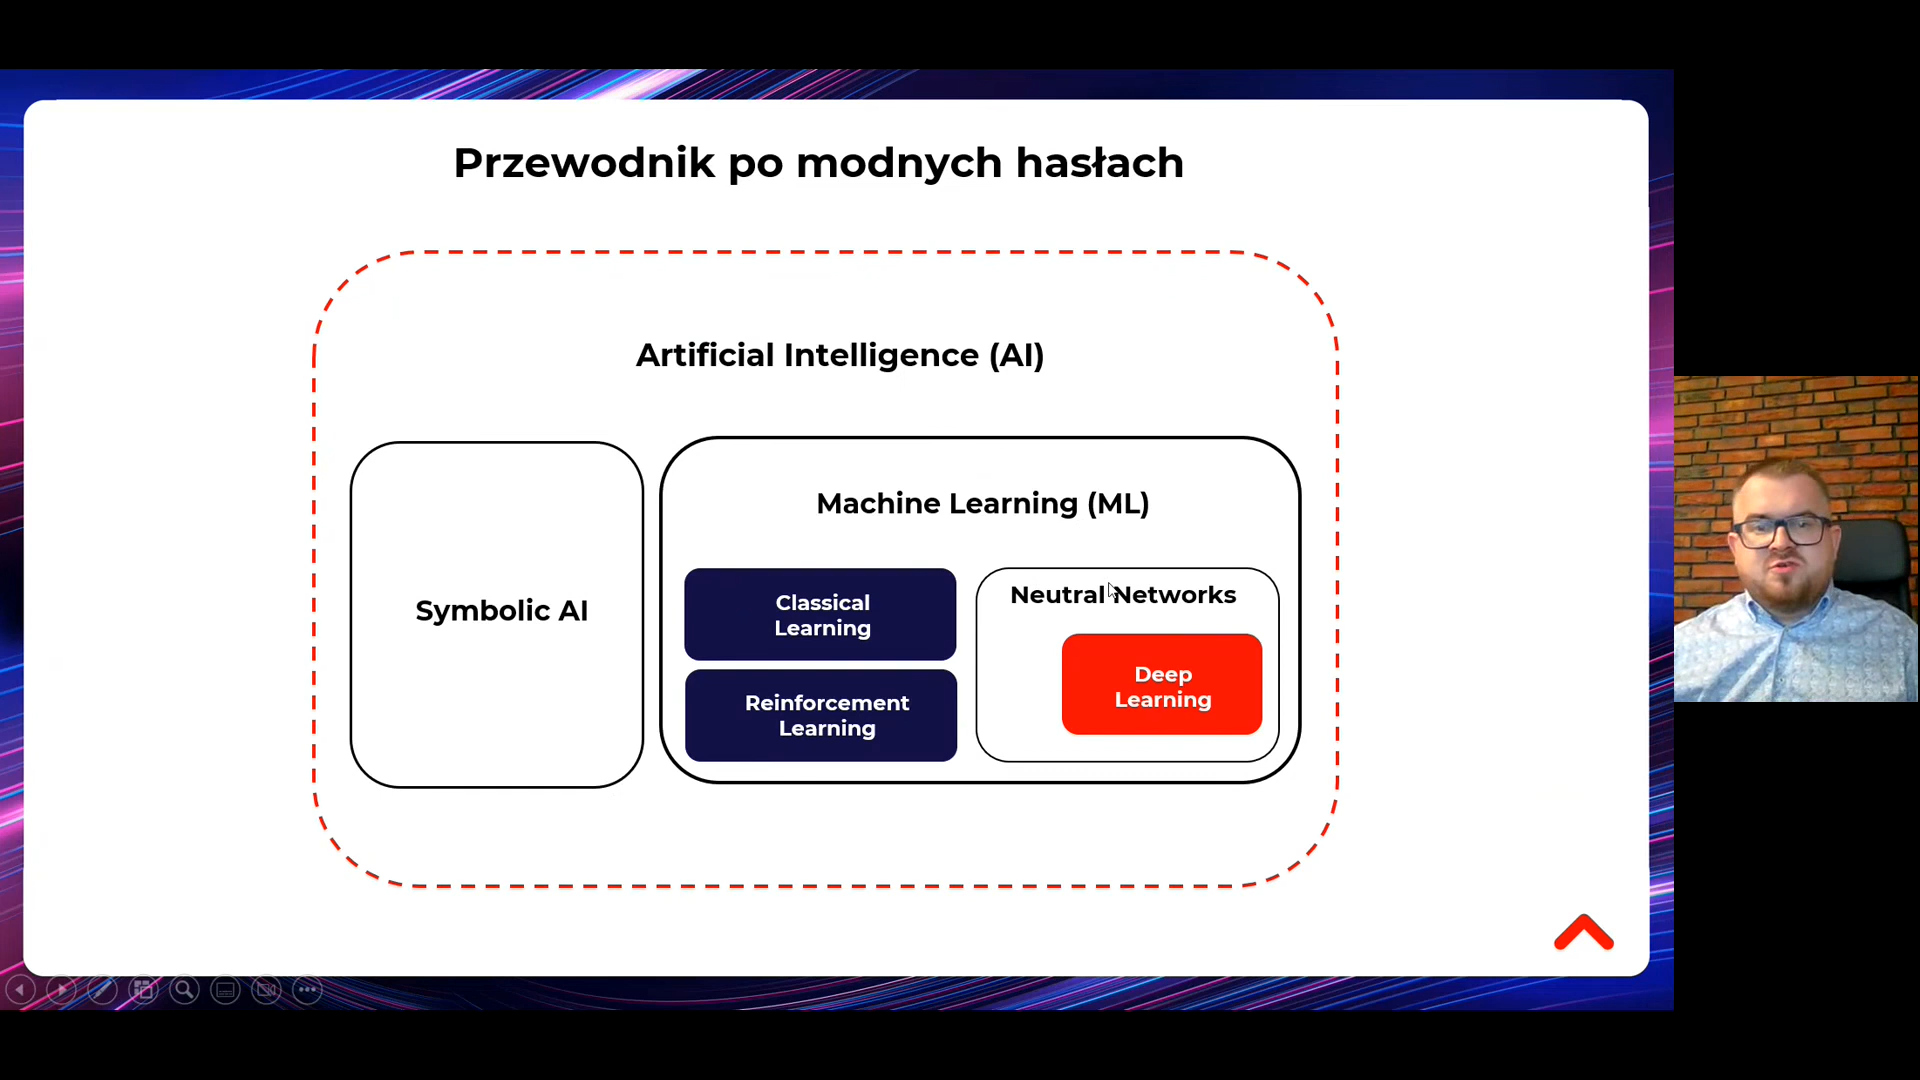 Przewodnik po modnych hasłach
Artificial Intelligence (AI)
Symbolic AI
Machine Learning (ML)
Classical
Learning
Reinforcement
Learning
Neutral Networks
Deep
Learning